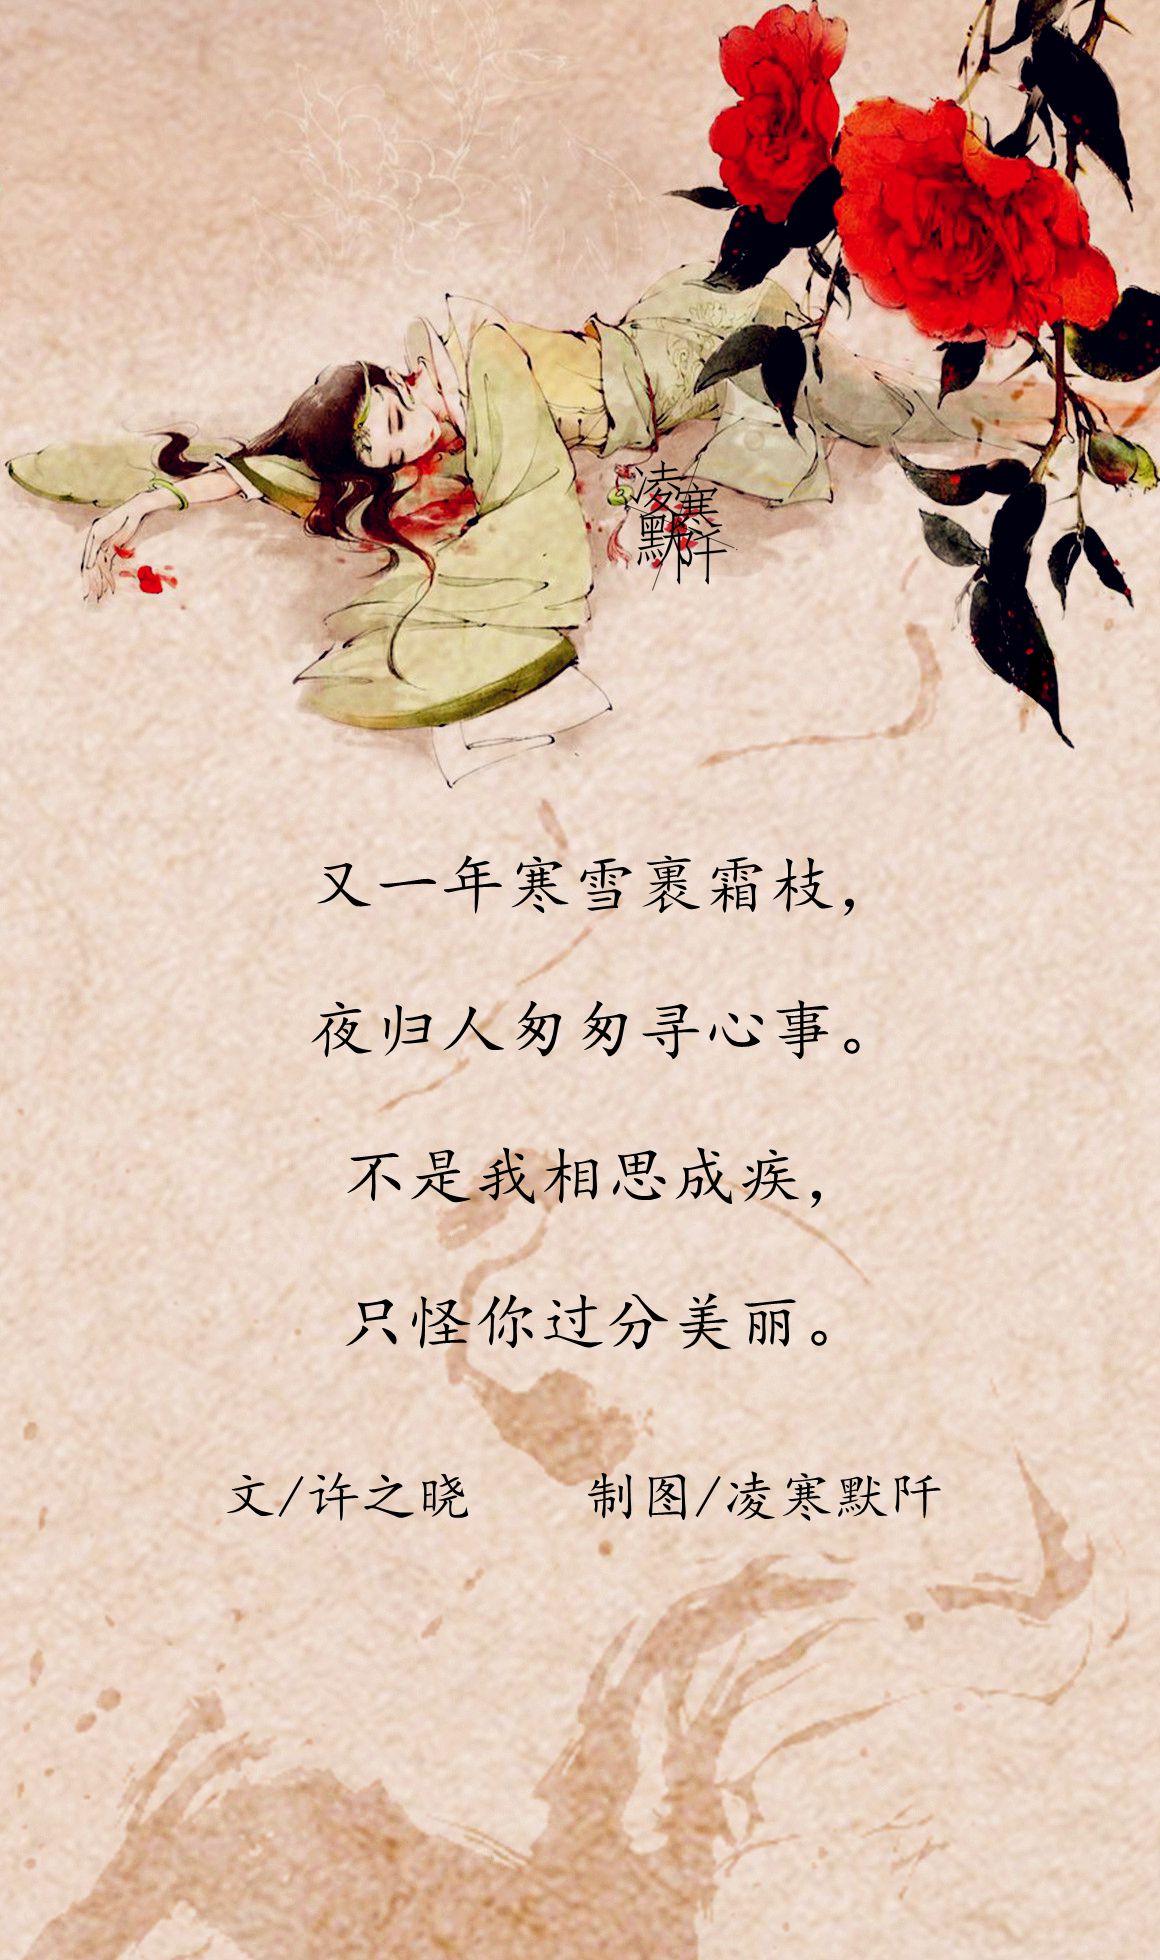 凌寒
默阡
又一年寒雪裹霜枝，
夜归人匆匆寻心事。
不是我相思成疾，
只怪你过分美丽。
文/许之晓 制图/凌寒默阡